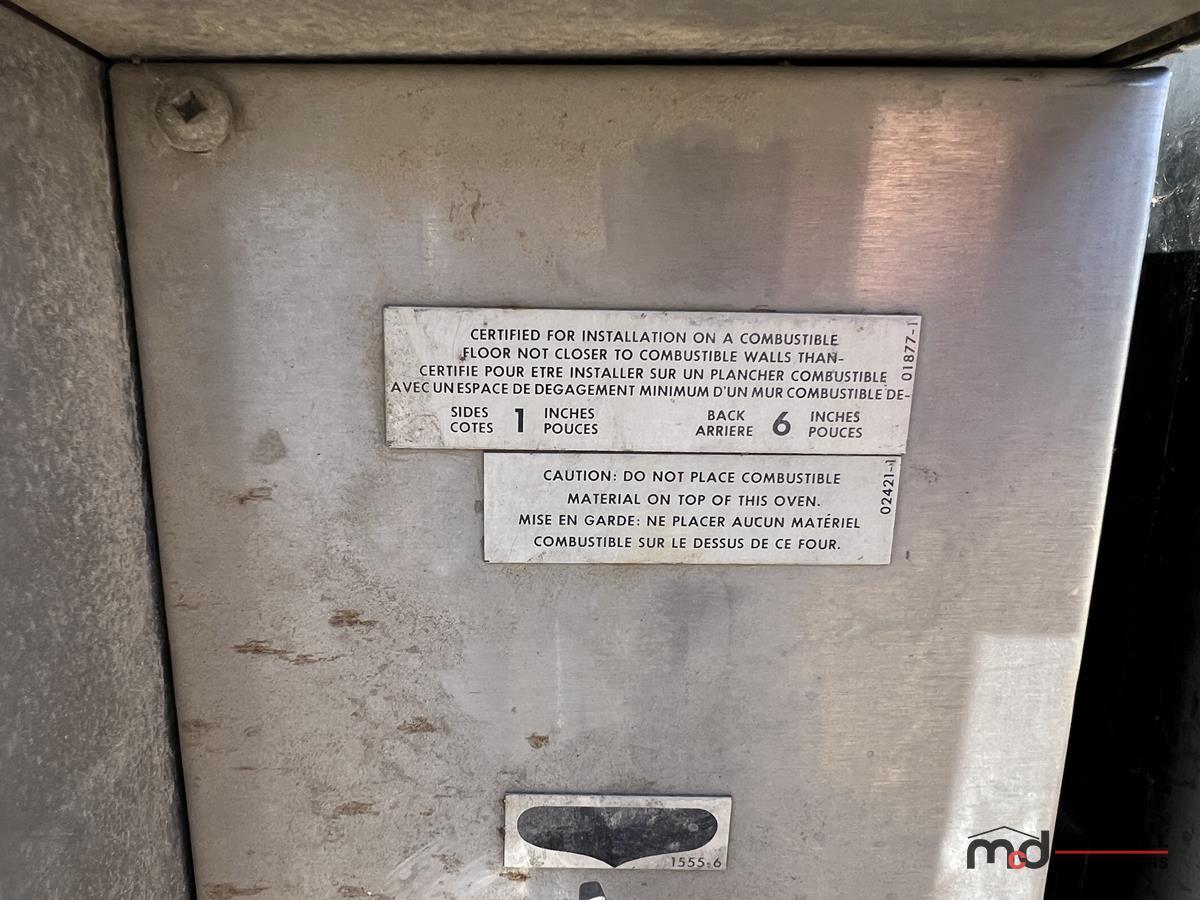 CERTIFIED FOR INSTALLATION ON A COMBUSTIBLE
FLOOR NOT CLOSER TO COMBUSTIBLE WALLS THAN-
CERTIFIE POUR ETRE INSTALLER SUR UN PLANCHER COMBUSTIBLE
AVEC UN ESPACE DE DEGAGEMENT MINIMUM D'UN MUR COMBUSTIBLE DE-
SIDES 1 INCHES BACK 6 INCHES
COTES POUCES ARRIERE POUCES
01877-1
CAUTION: DO NOT PLACE COMBUSTIBLE
MATERIAL ON TOP OF THIS OVEN.
MISE EN GARDE: NE PLACER AUCUN MATÉRIEL
COMBUSTIBLE SUR LE DESSUS DE CE FOUR.
02421-1
1555-6
mcd